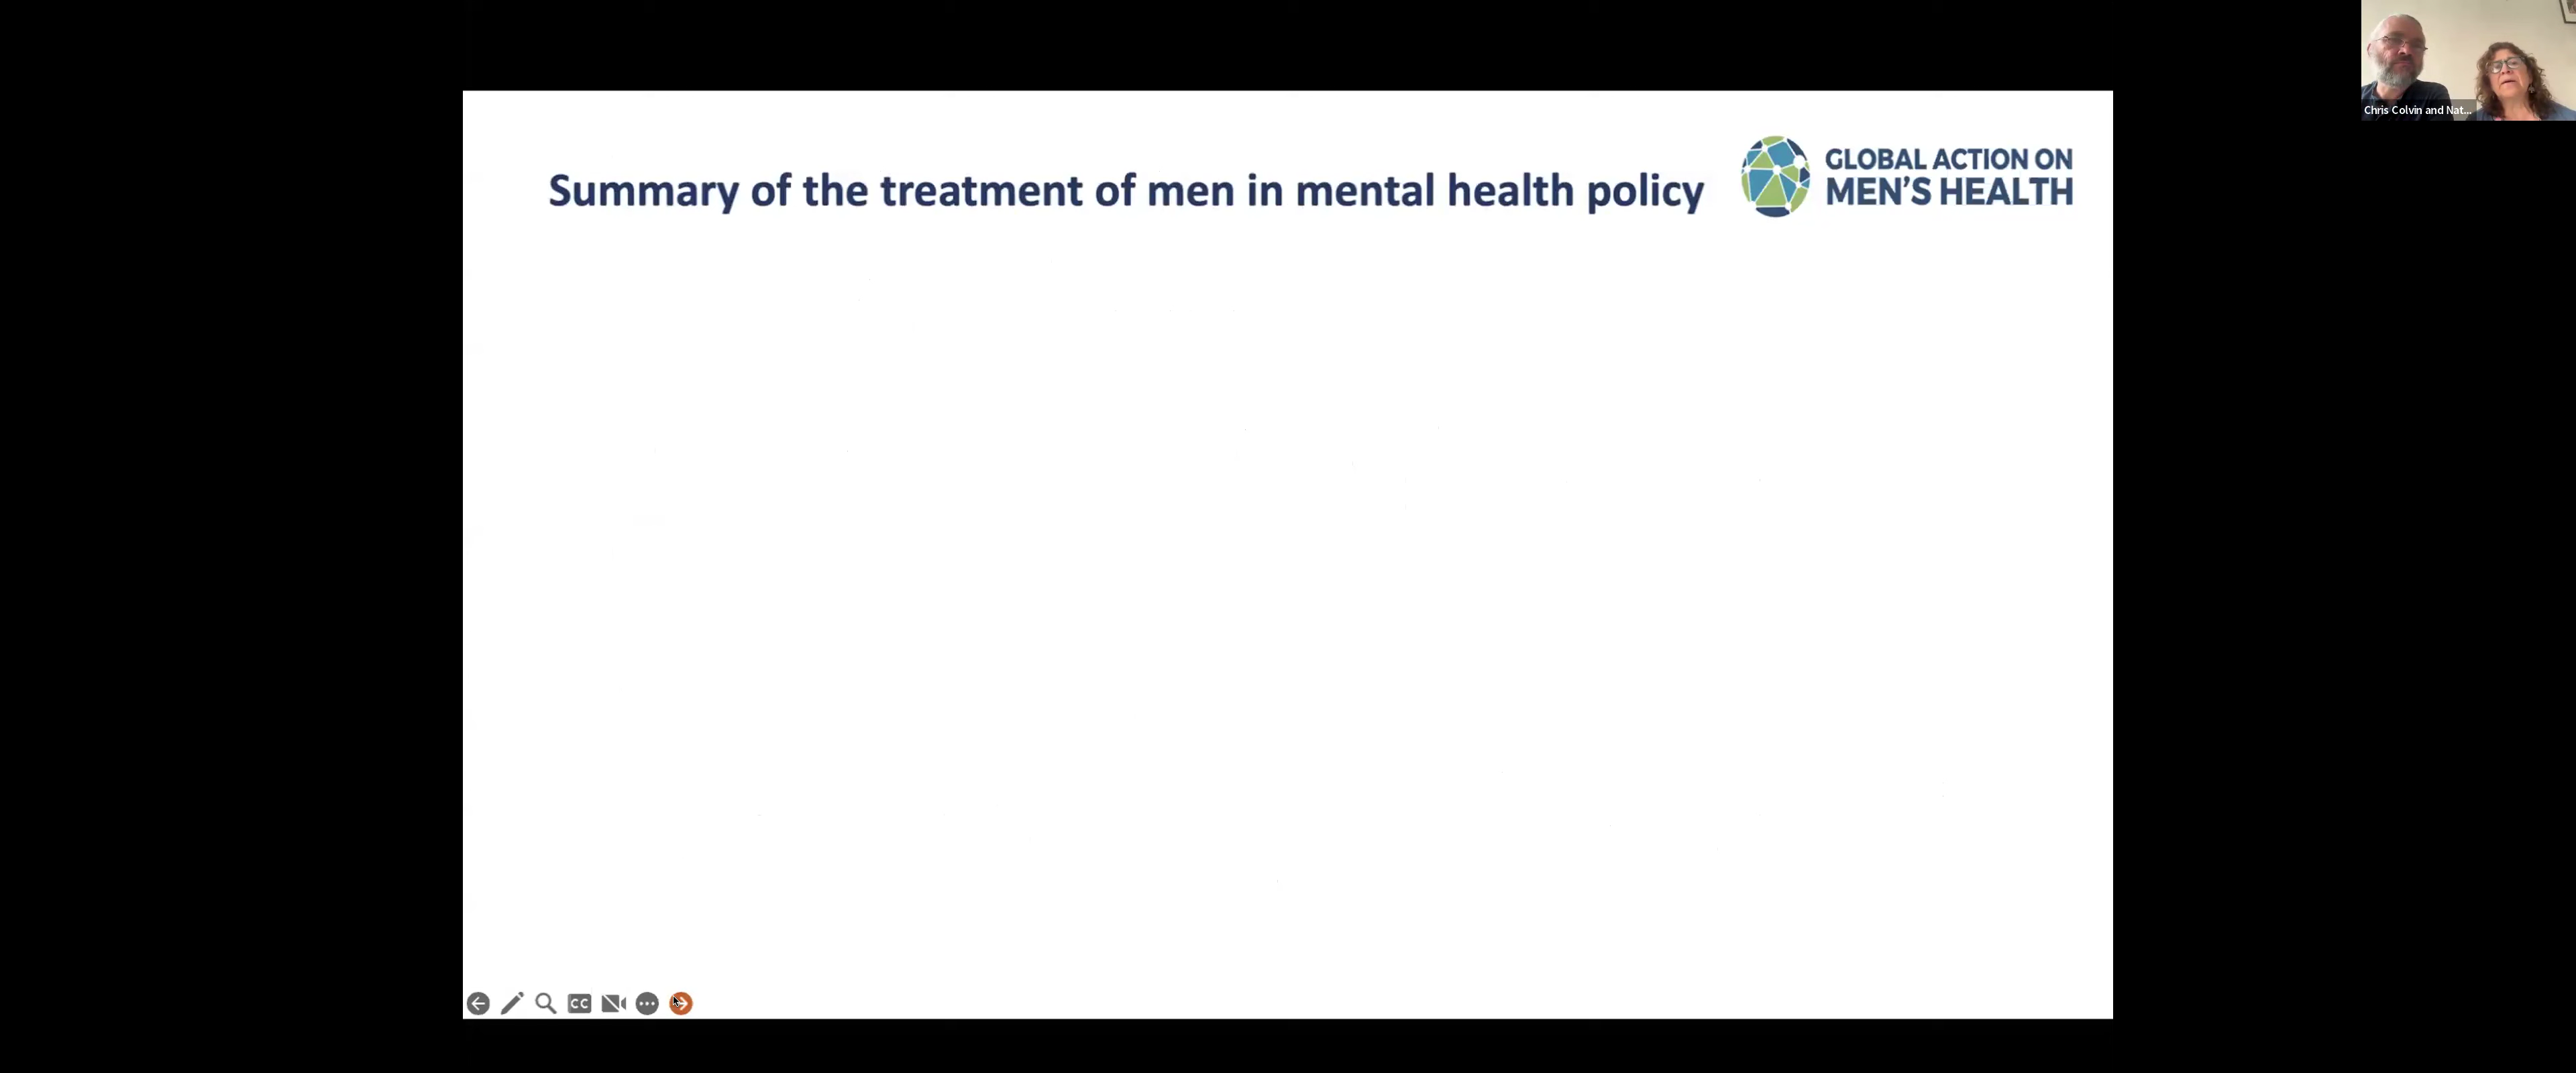 Chris Colvin and Nat...
Summary of the treatment of men in mental health policy
GLOBAL ACTION ON
MEN'S HEALTH
CC